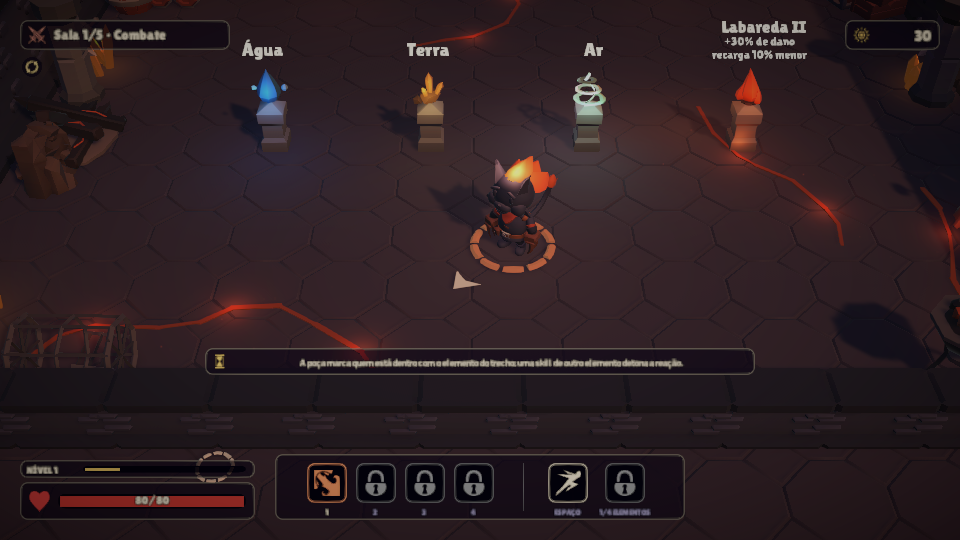 Sala 1/5 - Combate
Água
Terra
Ar
Labareda II
+30% de dano
recarga 10% menor
30
A poça marca quem está dentro com o elemento do trecho; uma skill de outro elemento detona a reação.
NÍVEL 1
80/80
1
2
3
4
ESPAÇO
1/4 ELEMENTOS